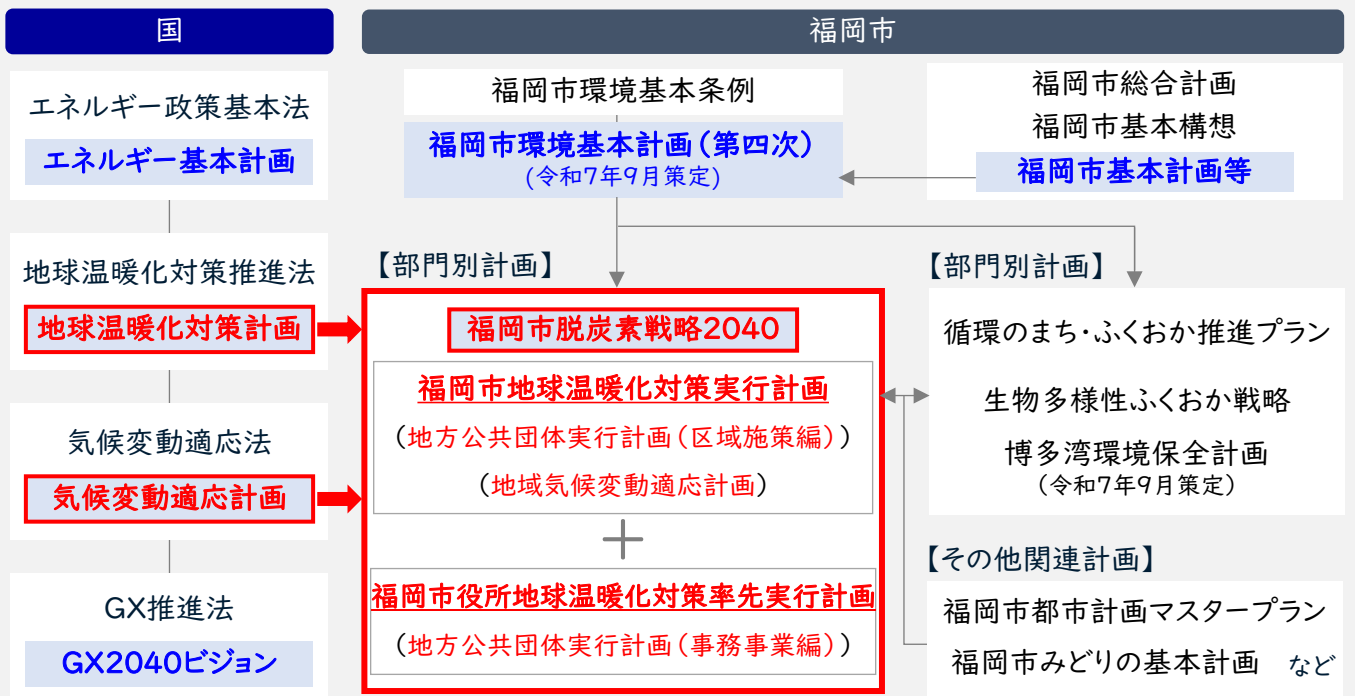 国
エネルギー政策基本法
エネルギー基本計画
地球温暖化対策推進法
地球温暖化対策計画
気候変動適応法
気候変動適応計画
GX推進法
GX2040ビジョン
福岡市
福岡市環境基本条例
福岡市環境基本計画(第四次)
(令和7年9月策定)
福岡市総合計画
福岡市基本構想
福岡市基本計画等
【部門別計画】
福岡市脱炭素戦略2040
福岡市地球温暖化対策実行計画
(地方公共団体実行計画(区域施策編))
(地域気候変動適応計画)
+
福岡市役所地球温暖化対策率先実行計画
(地方公共団体実行計画(事務事業編))
【部門別計画】
循環のまち・ふくおか推進プラン
生物多様性ふくおか戦略
博多湾環境保全計画
(令和7年9月策定)
【その他関連計画】
福岡市都市計画マスタープラン
福岡市みどりの基本計画 など